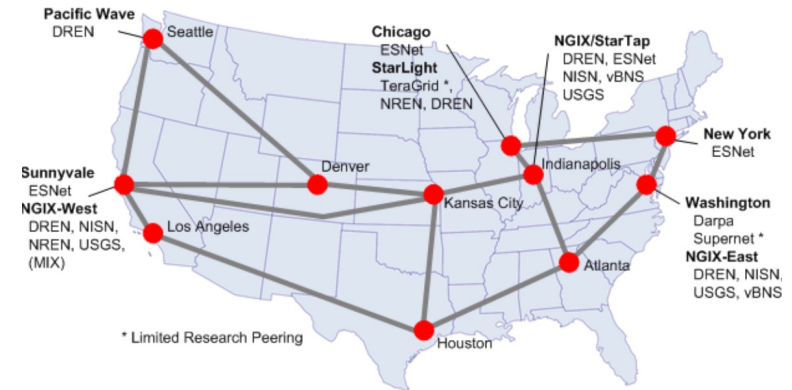 Pacific Wave
DREN
Seattle
Chicago
ESNet
StarLight
TeraGrid *,
NREN, DREN
NGIX/StarTap
DREN, ESNet
NISN, vBNS
USGS
New York
ESNet
Denver
Indianapolis
Kansas City
Sunnyvale
ESNet
NGIX-West
DREN, NISN,
NREN, USGS,
(MIX)
Los Angeles
Washington
Darpa
Supernet *
NGIX-East
DREN, NISN,
USGS, vBNS
Atlanta
Houston
* Limited Research Peering